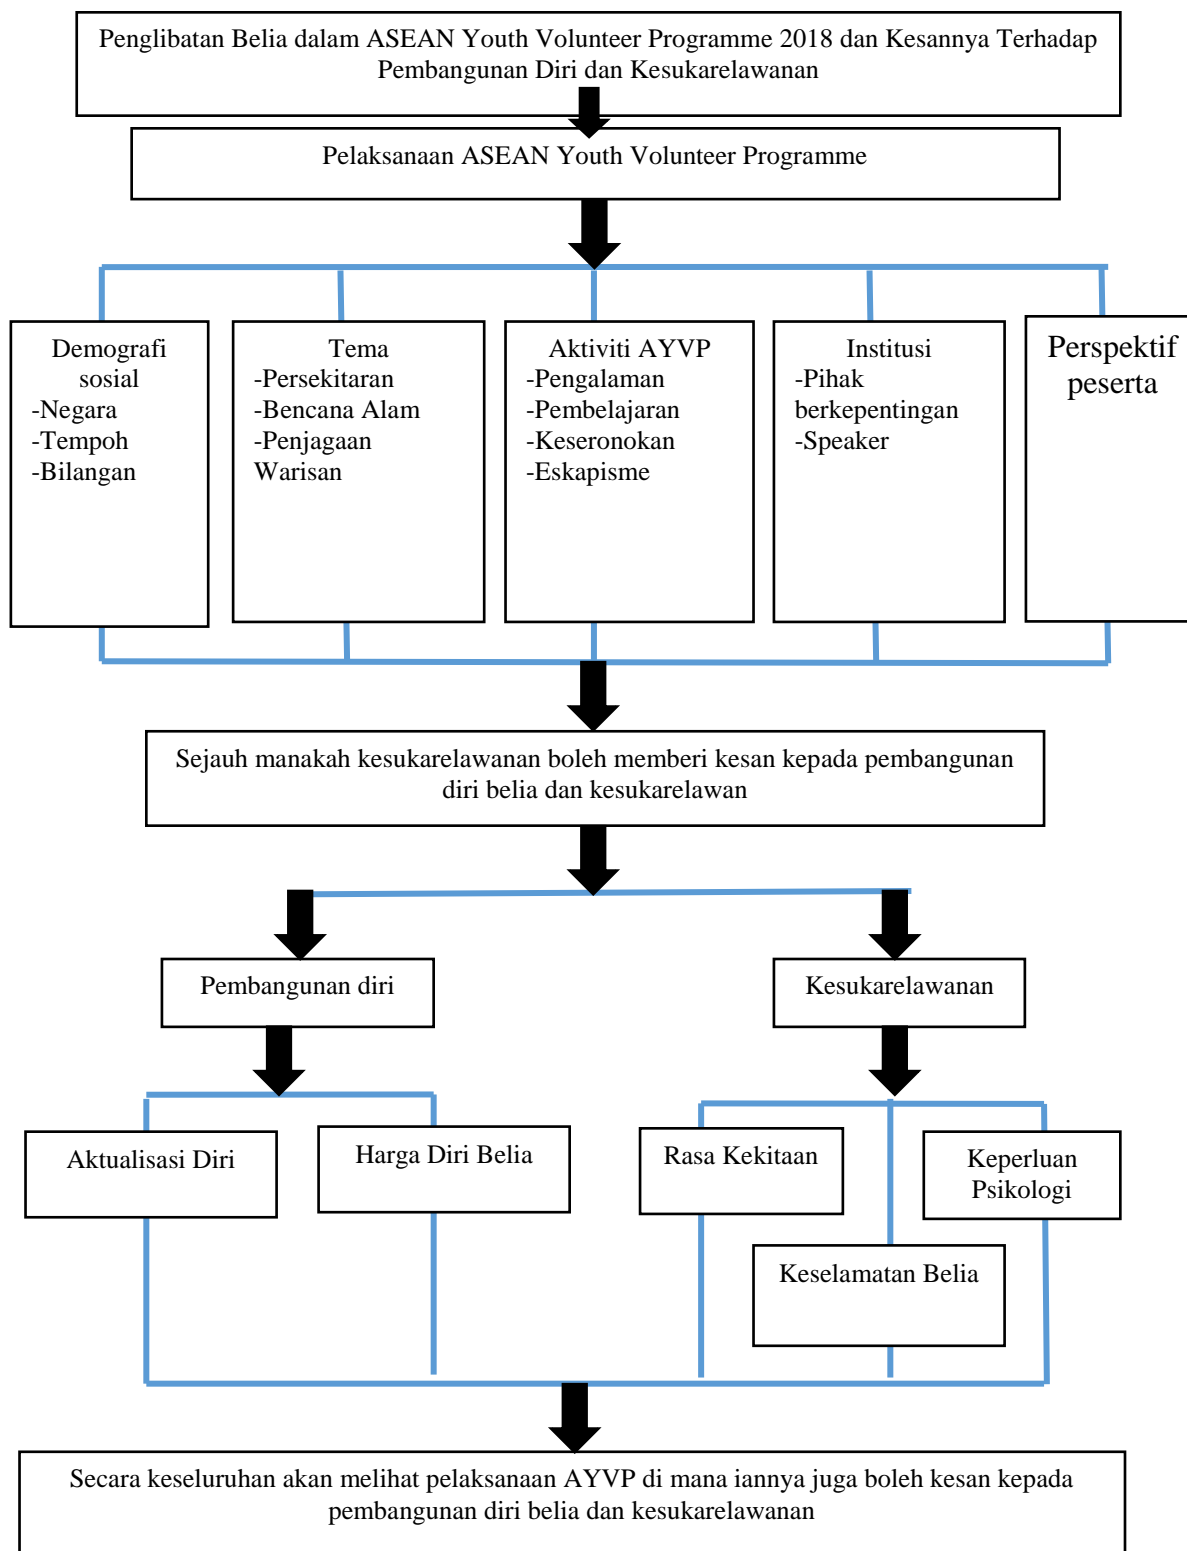 Penglibatan Belia dalam ASEAN Youth Volunteer Programme 2018 dan Kesannya Terhadap
Pembangunan Diri dan Kesukarelawanan
Pelaksanaan ASEAN Youth Volunteer Programme
Demografi
sosial
-Negara
-Tempoh
-Bilangan
Tema
-Persekitaran
-Bencana Alam
-Penjagaan
Warisan
Aktiviti AYVP
-Pengalaman
-Pembelajaran
-Keseronokan
-Eskapisme
Institusi
-Pihak
berkepentingan
-Speaker
Perspektif
peserta
Sejauh manakah kesukarelawanan boleh memberi kesan kepada pembangunan
diri belia dan kesukarelawan
Pembangunan diri
Kesukarelawanan
Aktualisasi Diri
Harga Diri Belia
Rasa Kekitaan
Keperluan
Psikologi
Keselamatan Belia
Secara keseluruhan akan melihat pelaksanaan AYVP di mana iannya juga boleh kesan kepada
pembangunan diri belia dan kesukarelawanan